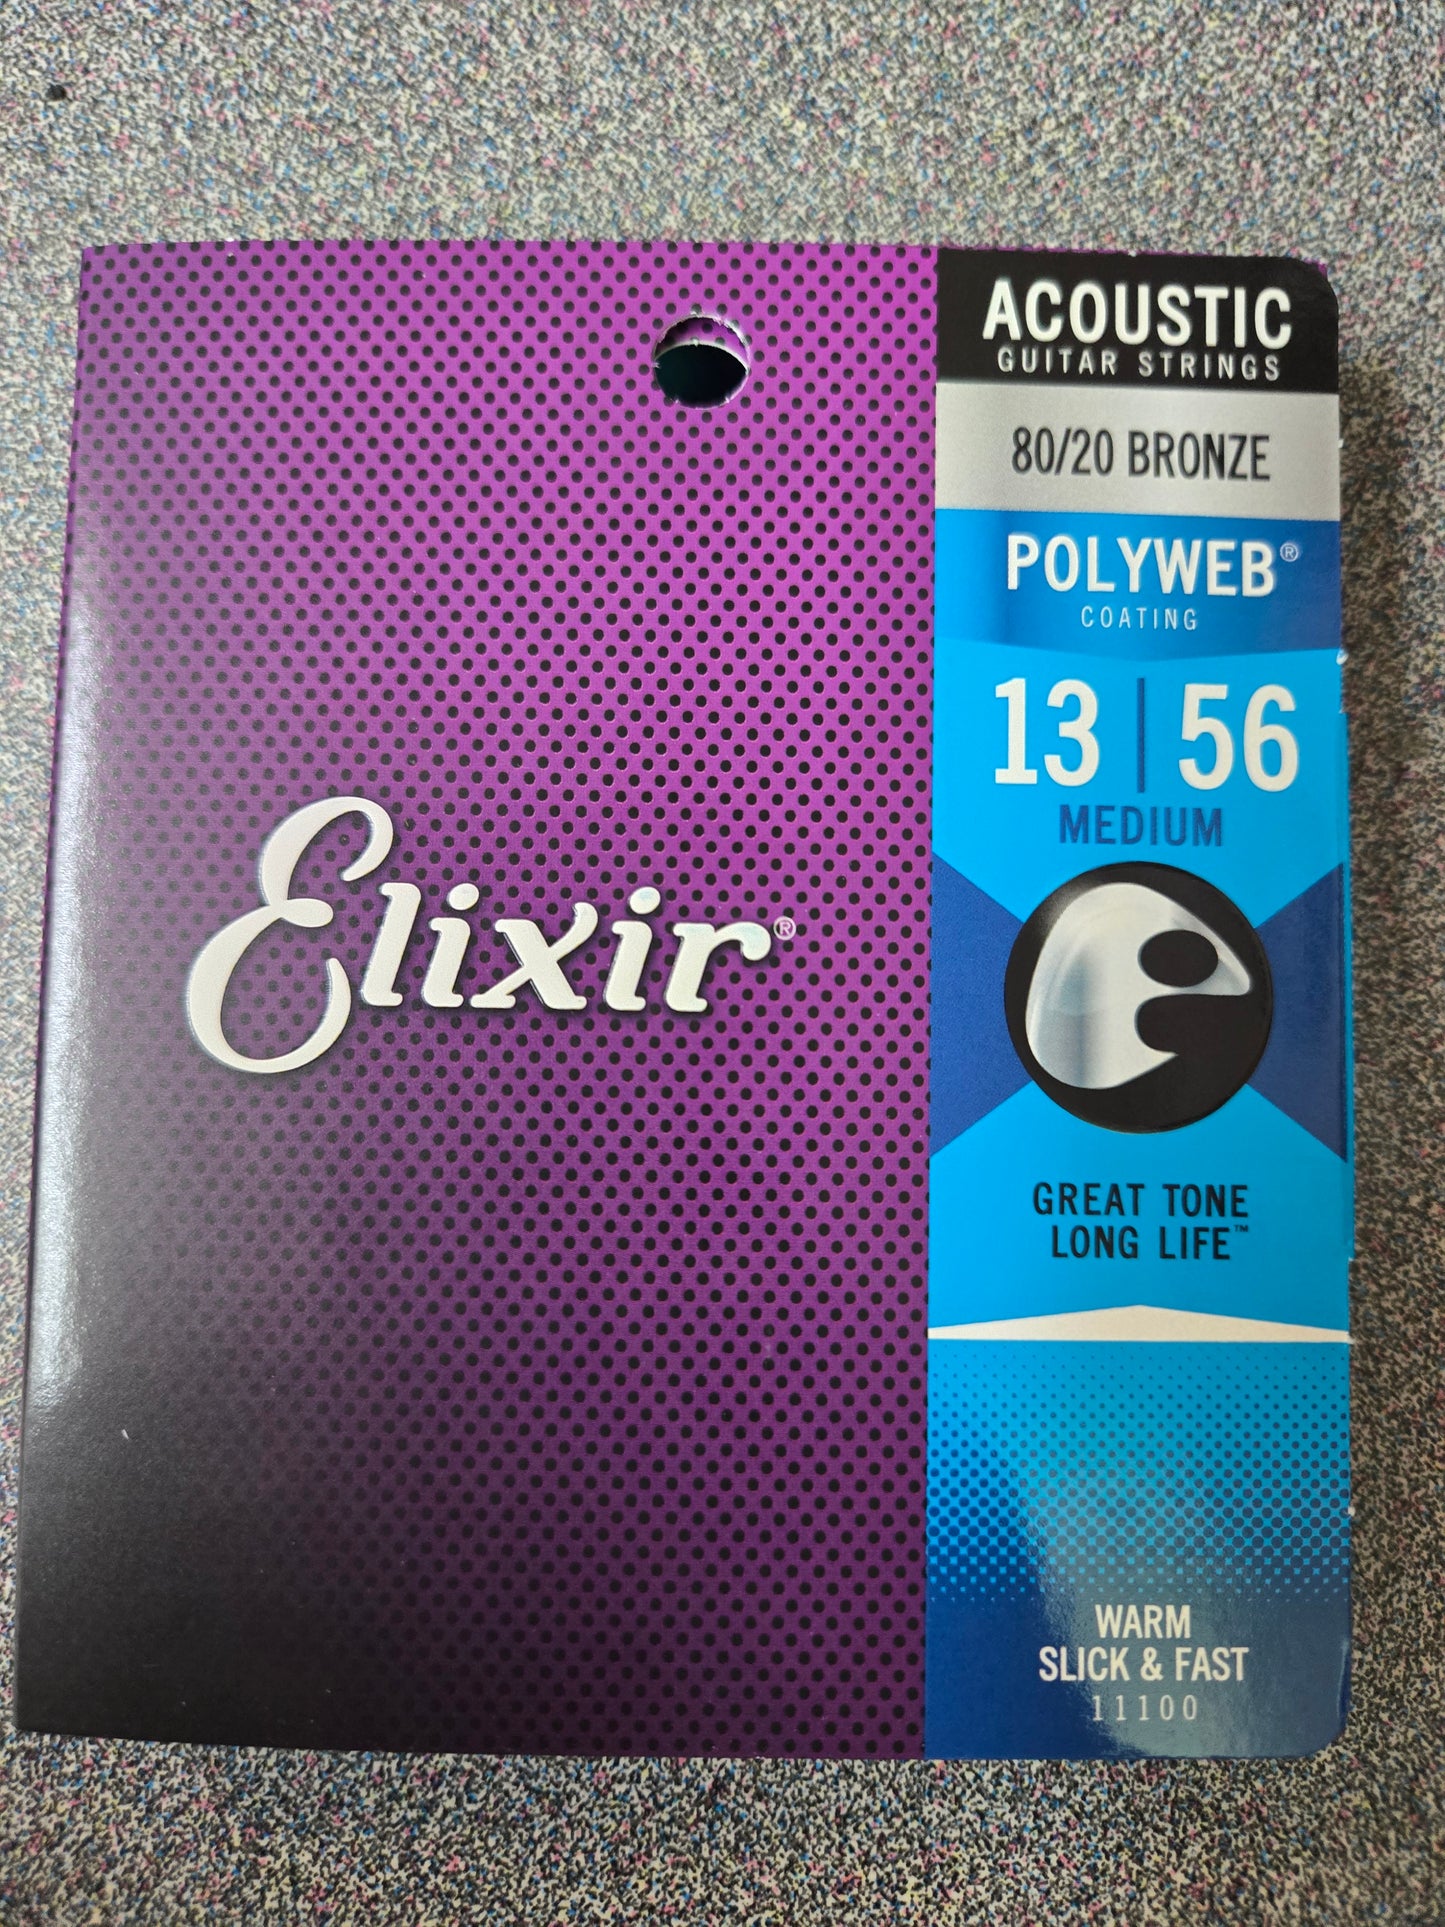 Elixir®
ACOUSTIC
GUITAR STRINGS
80/20 BRONZE
POLYWEB®
COATING
13 | 56
MEDIUM
GREAT TONE
LONG LIFE™
WARM
SLICK & FAST
11100